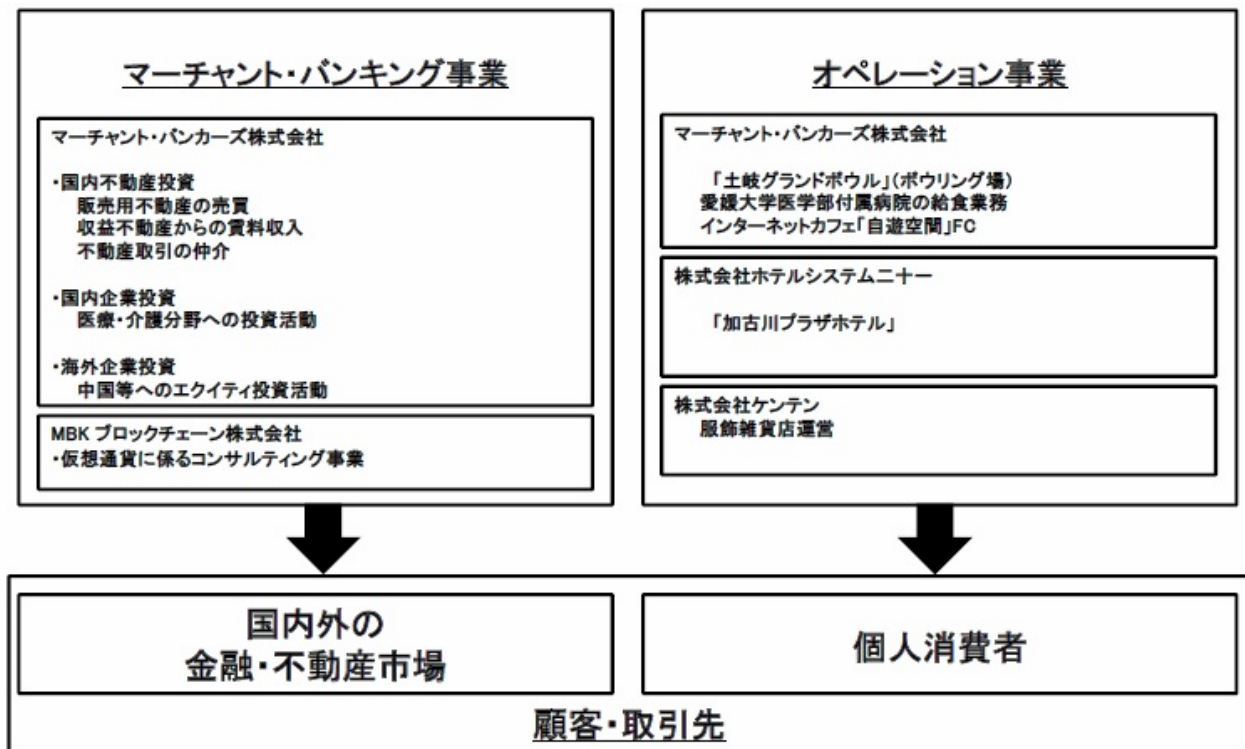 マーチャント・バンキング事業
マーチャント・バンカーズ株式会社
・国内不動産投資
販売用不動産の売買
収益不動産からの賃料収入
不動産取引の仲介
・国内企業投資
医療・介護分野への投資活動
・海外企業投資
中国等へのエクイティ投資活動
MBKブロックチェーン株式会社
・仮想通貨に係るコンサルティング事業
オペレーション事業
マーチャント・バンカーズ株式会社
「土岐グランドボウル」(ボウリング場)
愛媛大学医学部付属病院の給食業務
インターネットカフェ「自遊空間」FC
株式会社ホテルシステム二十一
「加古川プラザホテル」
株式会社ケンテン
服飾雑貨店運営
国内外の
金融・不動産市場
個人消費者
顧客・取引先